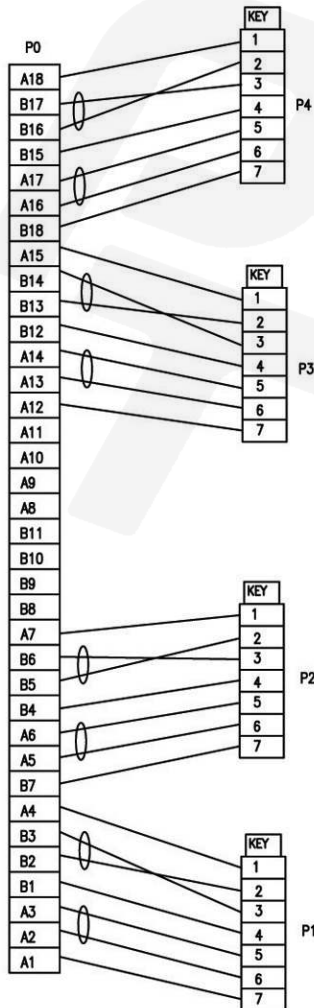 P0
A18
B17
B16
B15
A17
A16
B18
A15
B14
B13
B12
A14
A13
A12
A11
A10
A9
A8
B11
B10
B9
B8
A7
B6
B5
B4
A6
A5
B7
A4
B3
B2
B1
A3
A2
A1
KEY
1
2
3
4
5
6
7
P4
KEY
1
2
3
4
5
6
7
P3
KEY
1
2
3
4
5
6
7
P2
KEY
1
2
3
4
5
6
7
P1